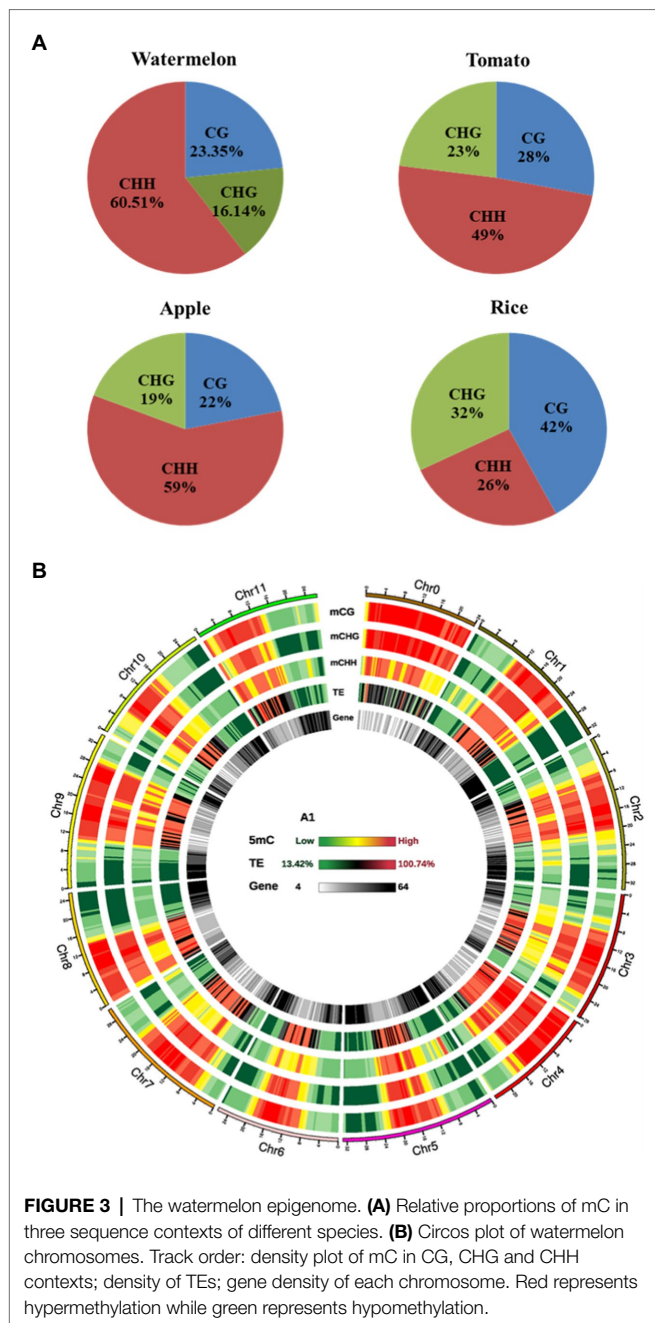 A
Watermelon
CG
23.35%
CHG
16.14%
CHH
60.51%
Tomato
CHG
23%
CG
28%
CHH
49%
Apple
CHG
19%
CG
22%
CHH
59%
Rice
CHG
32%
CG
42%
CHH
26%
B
Chr11
Chr0
Chr10
Chr1
Chr9
Chr2
Chr8
Chr3
Chr7
Chr4
Chr6
Chr5
mCG
mCHG
mCHH
TE
Gene
A1
5mC Low High
TE 13.42% 100.74%
Gene 4 64
FIGURE 3 | The watermelon epigenome. (A) Relative proportions of mC in
three sequence contexts of different species. (B) Circos plot of watermelon
chromosomes. Track order: density plot of mC in CG, CHG and CHH
contexts; density of TEs; gene density of each chromosome. Red represents
hypermethylation while green represents hypomethylation.